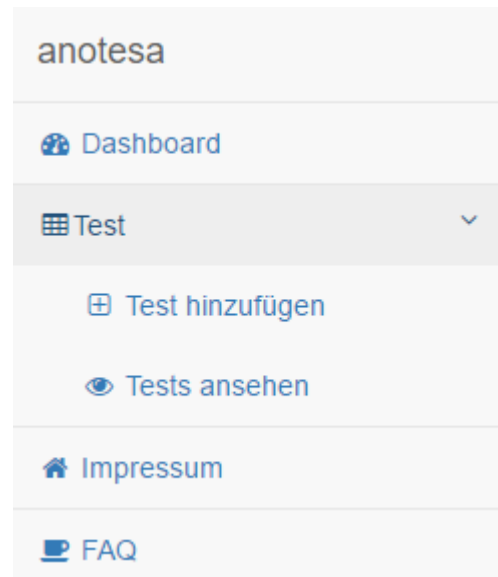 anotesa
Dashboard
Test
Test hinzufügen
Tests ansehen
Impressum
FAQ